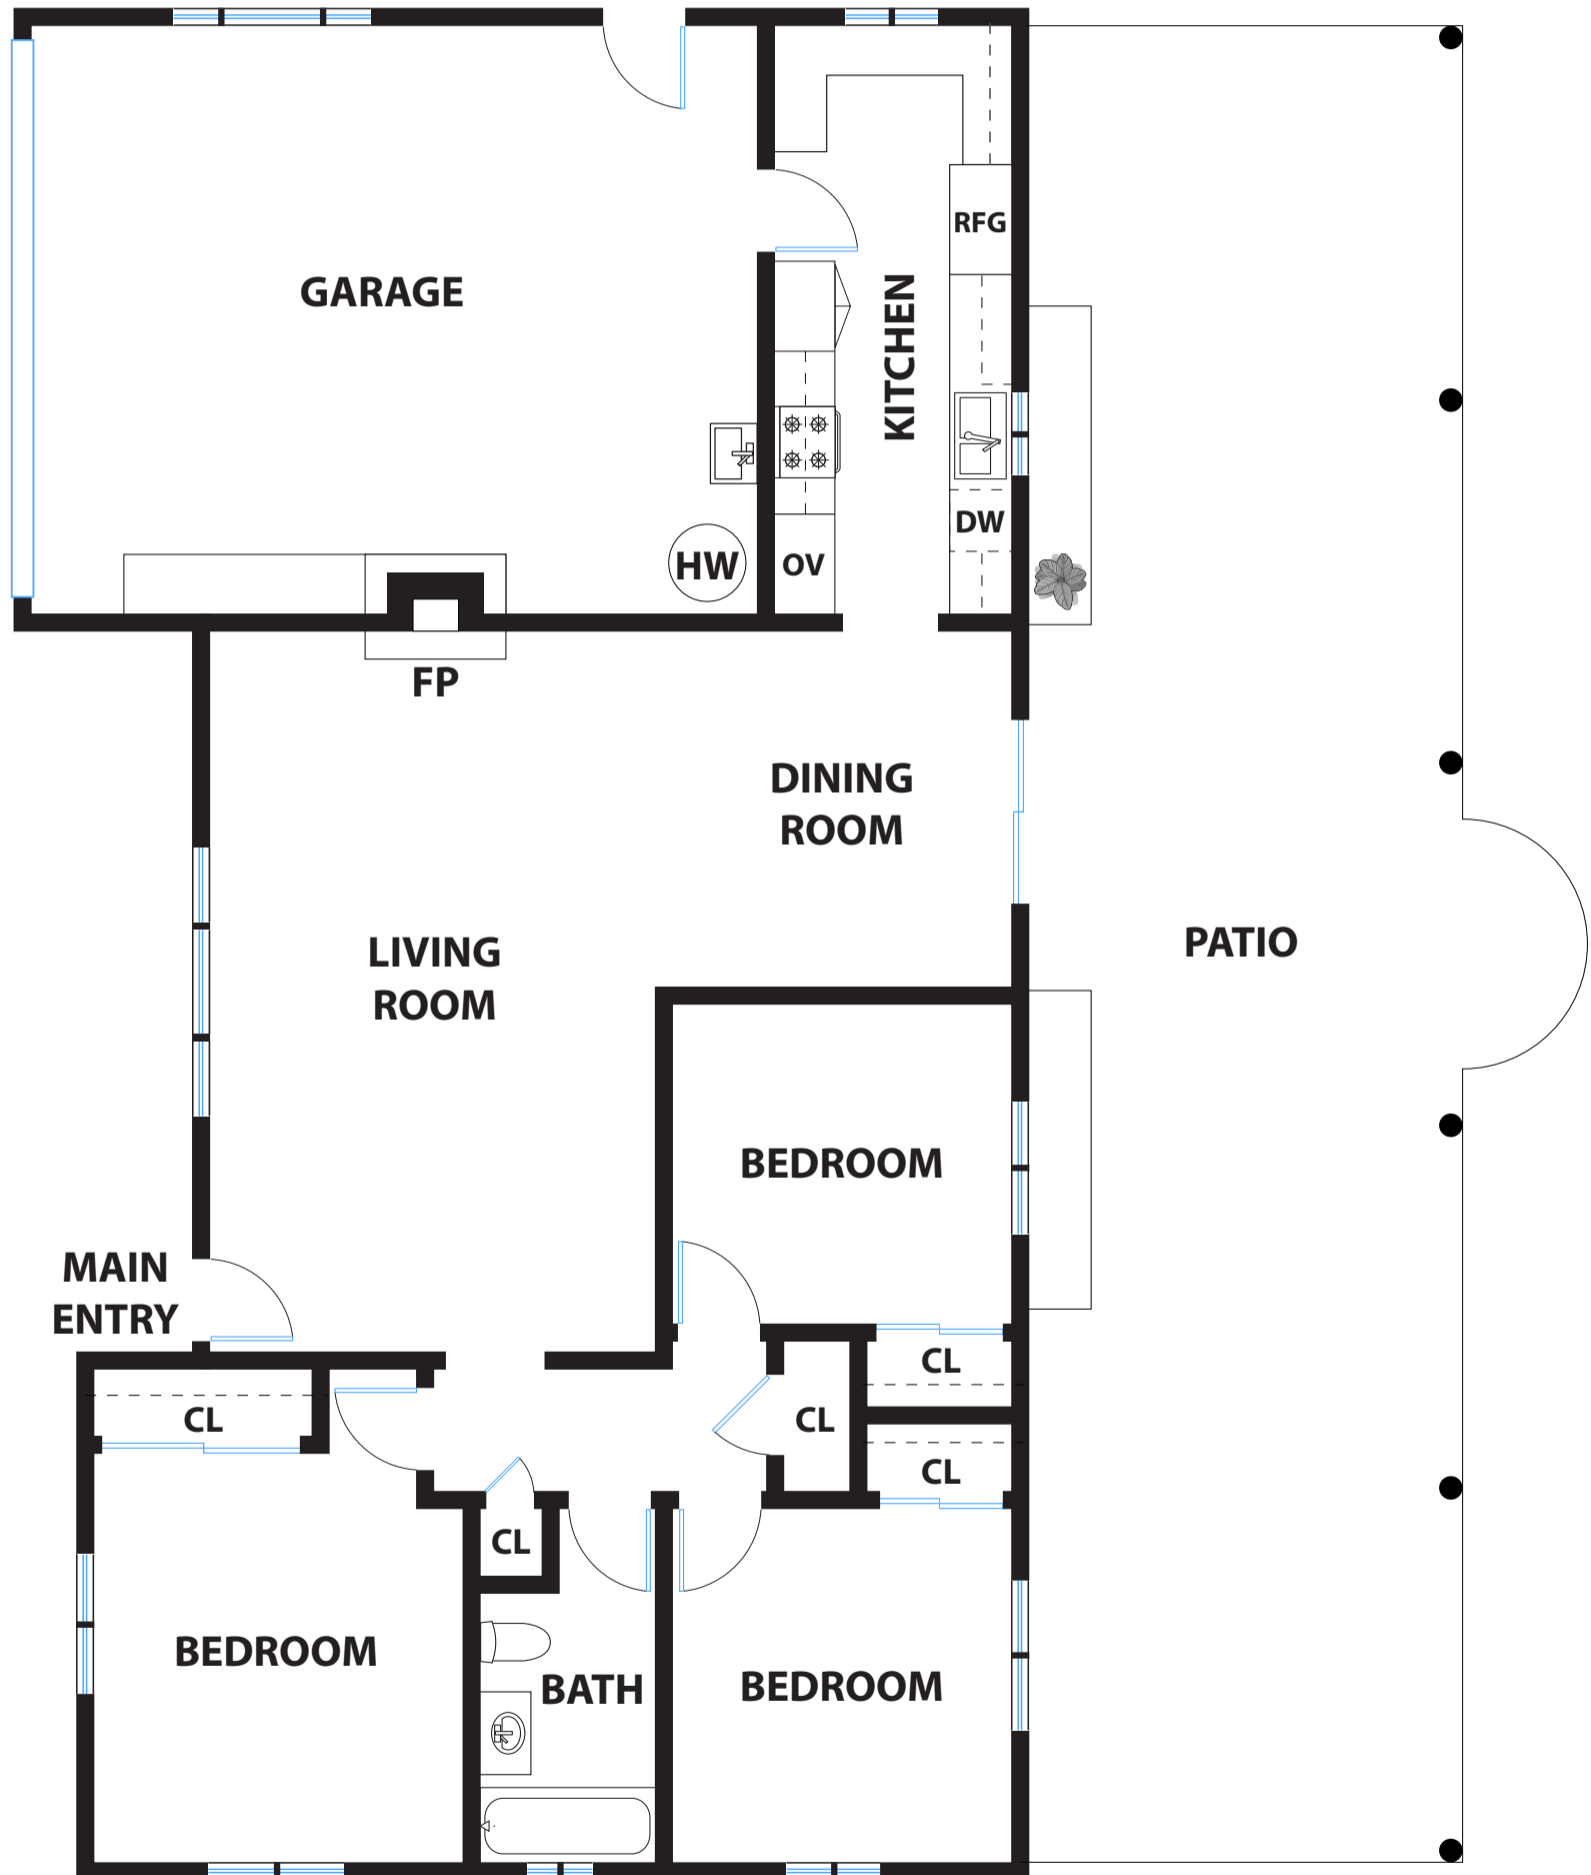 GARAGE
RFG
KITCHEN
DW
HW
OV
FP
DINING
ROOM
LIVING
ROOM
PATIO
BEDROOM
MAIN
ENTRY
CL
CL
CL
CL
CL
BEDROOM
BATH
BEDROOM